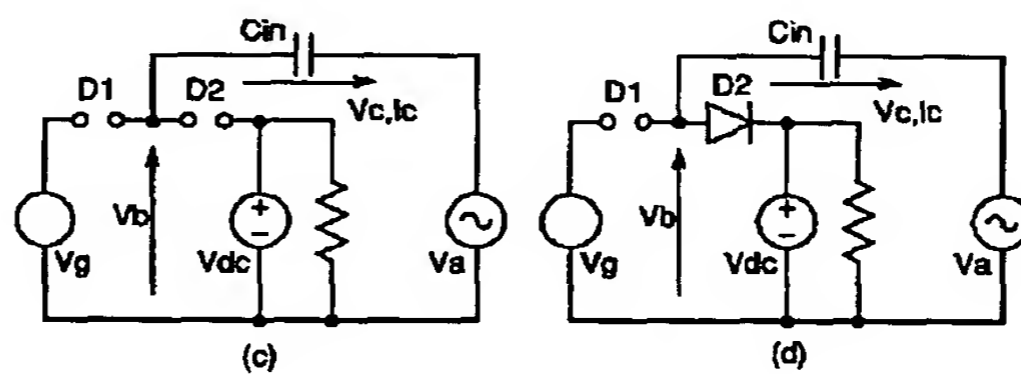 Cin
D1 D2
Vc,Ic
Vb
Vg
+
-
Vdc
Va
(c)
Cin
D1
D2
Vc,Ic
Vb
Vg
+
-
Vdc
Va
(d)